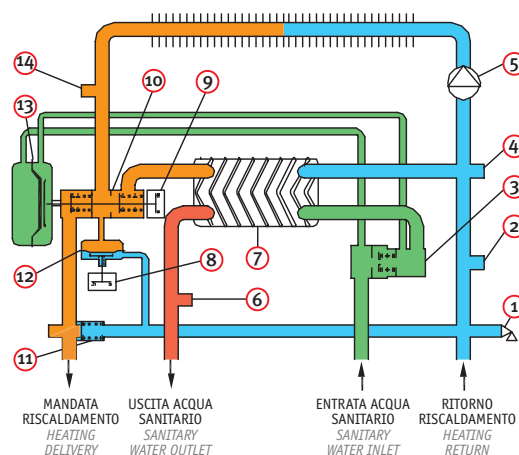 14
10
9
5
13
4
3
2
12
8
7
6
1
11
MANDATA
RISCALDAMENTO
HEATING
DELIVERY
USCITA ACQUA
SANITARIO
SANITARY
WATER OUTLET
ENTRATA ACQUA
SANITARIO
SANITARY
WATER INLET
RITORNO
RISCALDAMENTO
HEATING
RETURN